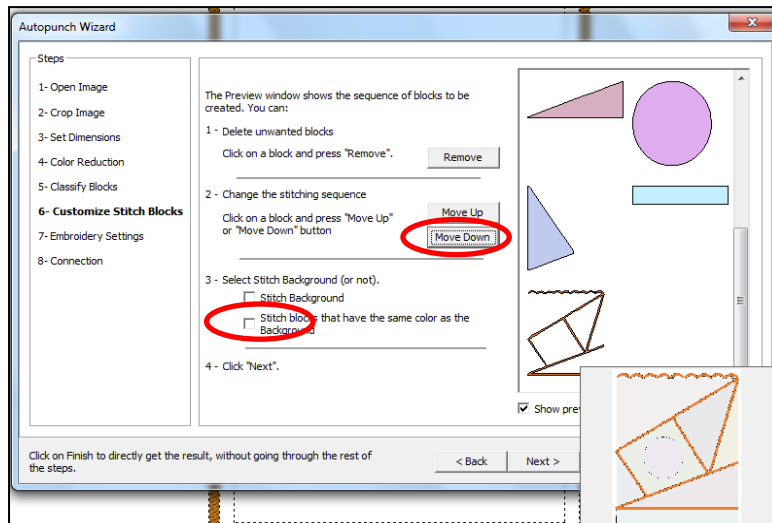 Autopunch Wizard
Steps
1- Open Image
2- Crop Image
3- Set Dimensions
4- Color Reduction
5- Classify Blocks
6- Customize Stitch Blocks
7- Embroidery Settings
8- Connection
The Preview window shows the sequence of blocks to be
created. You can:
1 - Delete unwanted blocks
Click on a block and press "Remove".
Remove
2 - Change the stitching sequence
Click on a block and press "Move Up"
or "Move Down" button
Move Up
Move Down
3 - Select Stitch Background (or not).
Stitch Background
Stitch blocks that have the same color as the
Background
4 - Click "Next".
Show pre
Click on Finish to directly get the result, without going through the rest of
the steps.
< Back
Next >